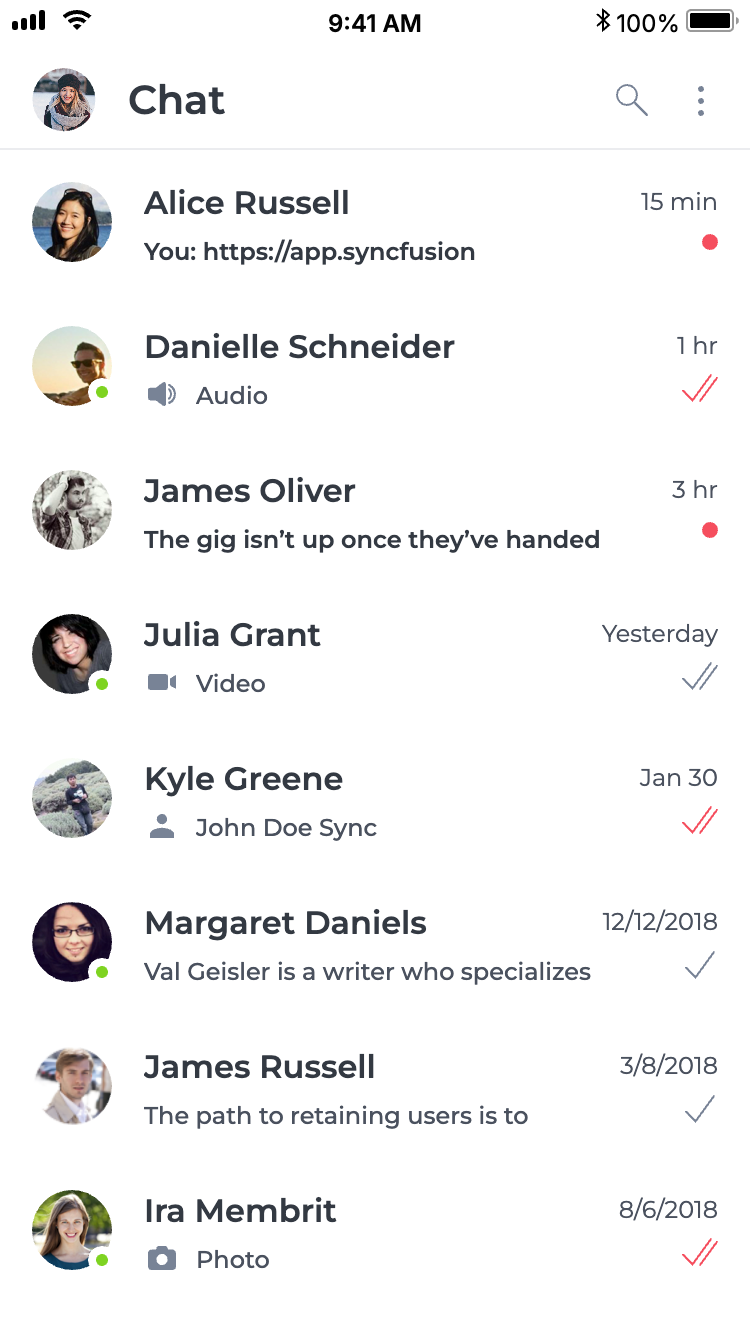 9:41 AM
100%
Chat
Alice Russell
15 min
You: https://app.syncfusion
Danielle Schneider
1 hr
Audio
James Oliver
3 hr
The gig isn’t up once they’ve handed
Julia Grant
Yesterday
Video
Kyle Greene
Jan 30
John Doe Sync
Margaret Daniels
12/12/2018
Val Geisler is a writer who specializes
James Russell
3/8/2018
The path to retaining users is to
Ira Membrit
8/6/2018
Photo